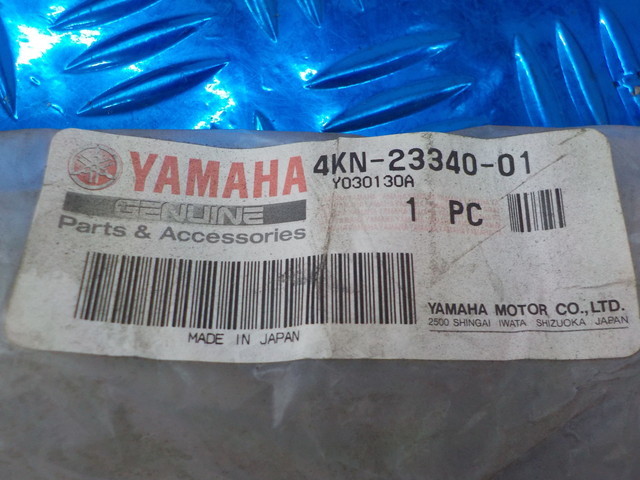 YAMAHA 4KN-23340-01
Y030130A
GENUINE
1 PC
Parts & Accessories
YAMAHA MOTOR CO.,LTD.
2500 SHINGAI IWATA SHIZUOKA JAPAN
MADE IN JAPAN